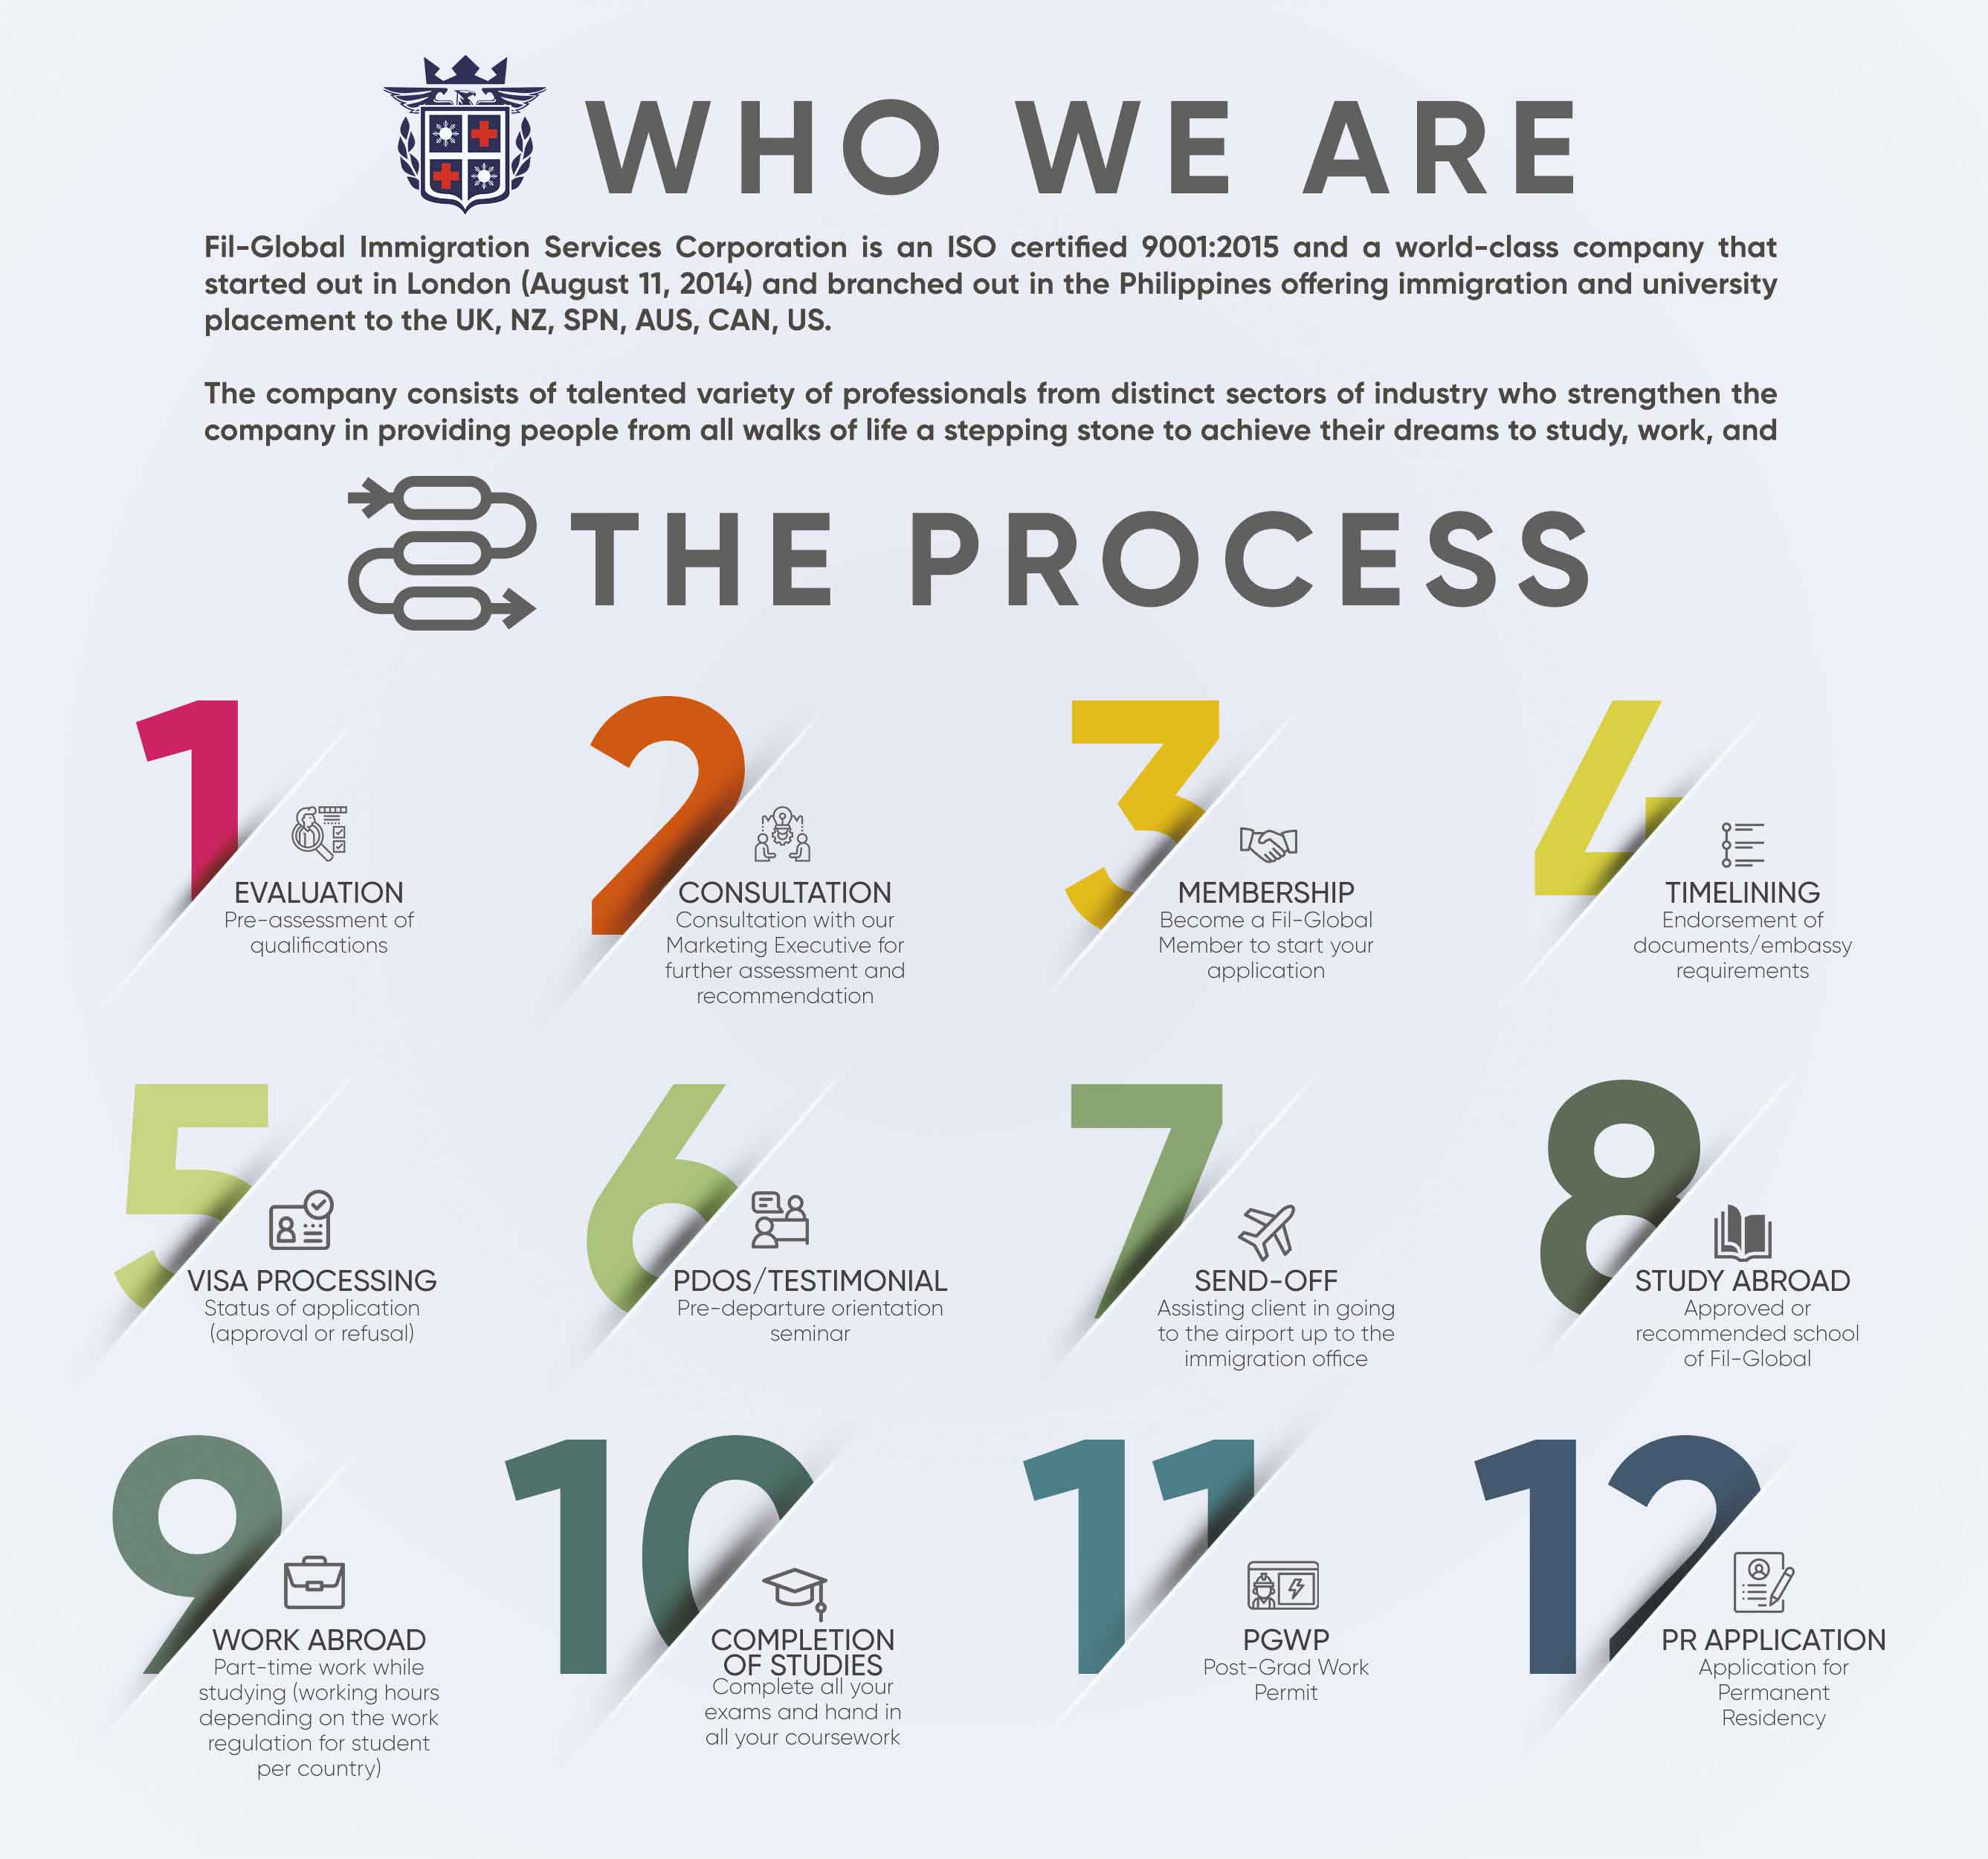 WHO WE ARE
Fil-Global Immigration Services Corporation is an ISO certified 9001:2015 and a world-class company that
started out in London (August 11, 2014) and branched out in the Philippines offering immigration and university
placement to the UK, NZ, SPN, AUS, CAN, US.
The company consists of talented variety of professionals from distinct sectors of industry who strengthen the
company in providing people from all walks of life a stepping stone to achieve their dreams to study, work, and
THE PROCESS
1
EVALUATION
Pre-assessment of
qualifications
2
CONSULTATION
Consultation with our
Marketing Executive for
further assessment and
recommendation
3
MEMBERSHIP
Become a Fil-Global
Member to start your
application
4
TIMELINING
Endorsement of
documents/embassy
requirements
5
VISA PROCESSING
Status of application
(approval or refusal)
6
PDOS/TESTIMONIAL
Pre-departure orientation
seminar
7
SEND-OFF
Assisting client in going
to the airport up to the
immigration office
8
STUDY ABROAD
Approved or
recommended school
of Fil-Global
9
WORK ABROAD
Part-time work while
studying (working hours
depending on the work
regulation for student
per country)
10
COMPLETION
OF STUDIES
Complete all your
exams and hand in
all your coursework
11
PGWP
Post-Grad Work
Permit
12
PR APPLICATION
Application for
Permanent
Residency